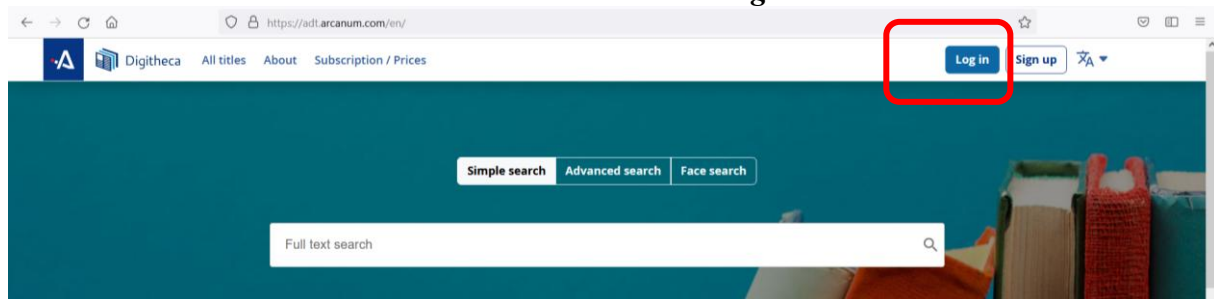 g
https://adt.arcanum.com/en/
Digitheca All titles About Subscription / Prices Log in Sign up
Simple search Advanced search Face search
Full text search